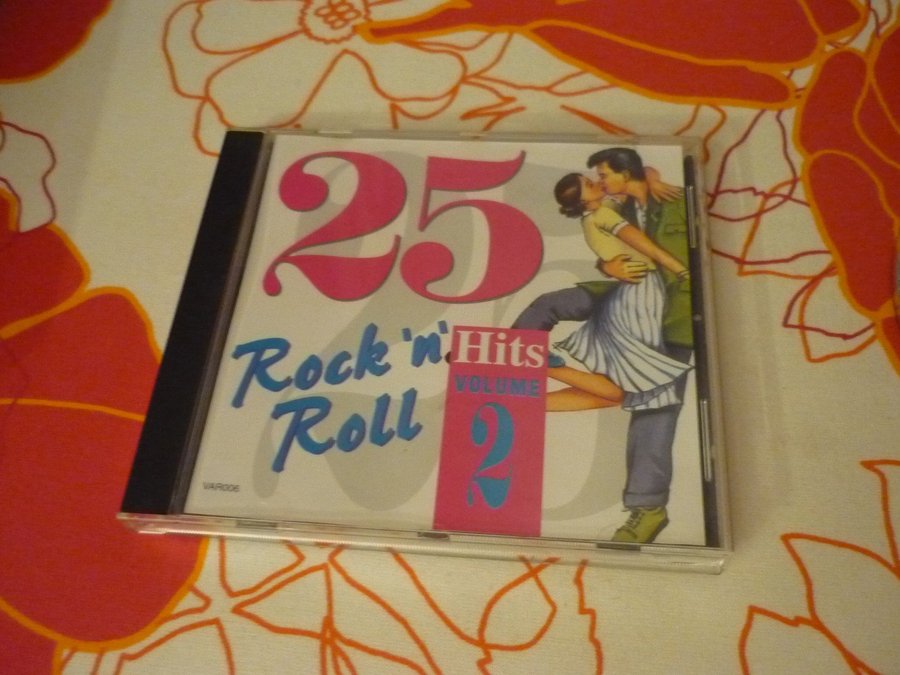 25
Rock 'n'
Roll
Hits
VOLUME
2
VAR006